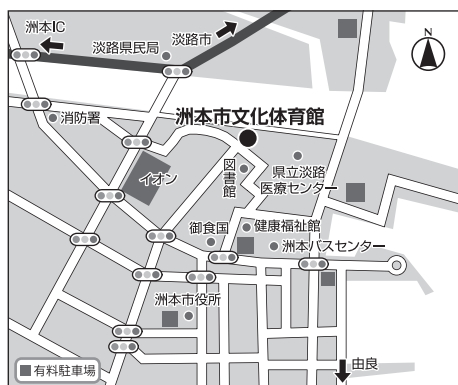 洲本IC
淡路市
淡路県民局
N
消防署
洲本市文化体育館
図書館
県立淡路
医療センター
イオン
御食国
健康福祉館
洲本バスセンター
洲本市役所
有料駐車場
由良